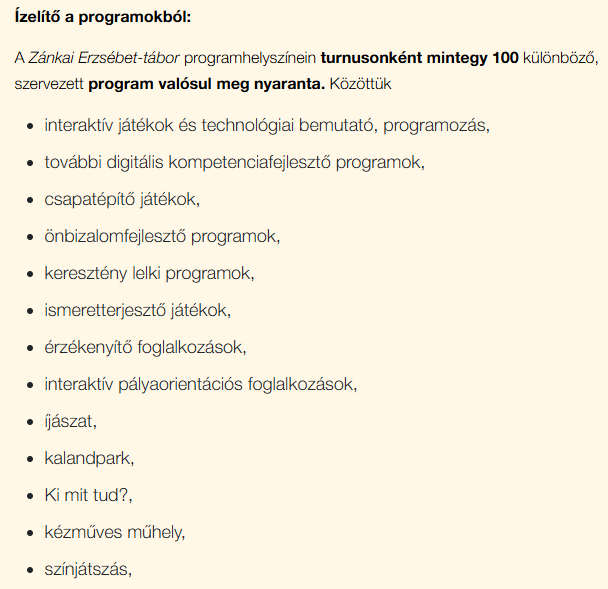 Ízelítő a programokból:
A Zánkai Erzsébet-tábor programhelyszínein turnusonként mintegy 100 különböző,
szervezett program valósul meg nyaranta. Közöttük
• interaktív játékok és technológiai bemutató, programozás,
• további digitális kompetenciafejlesztő programok,
• csapatépítő játékok,
• önbizalomfejlesztő programok,
• keresztény lelki programok,
• ismeretterjesztő játékok,
• érzékenyítő foglalkozások,
• interaktív pályaorientációs foglalkozások,
• íjászat,
• kalandpark,
• Ki mit tud?,
• kézműves műhely,
• színjátszás,